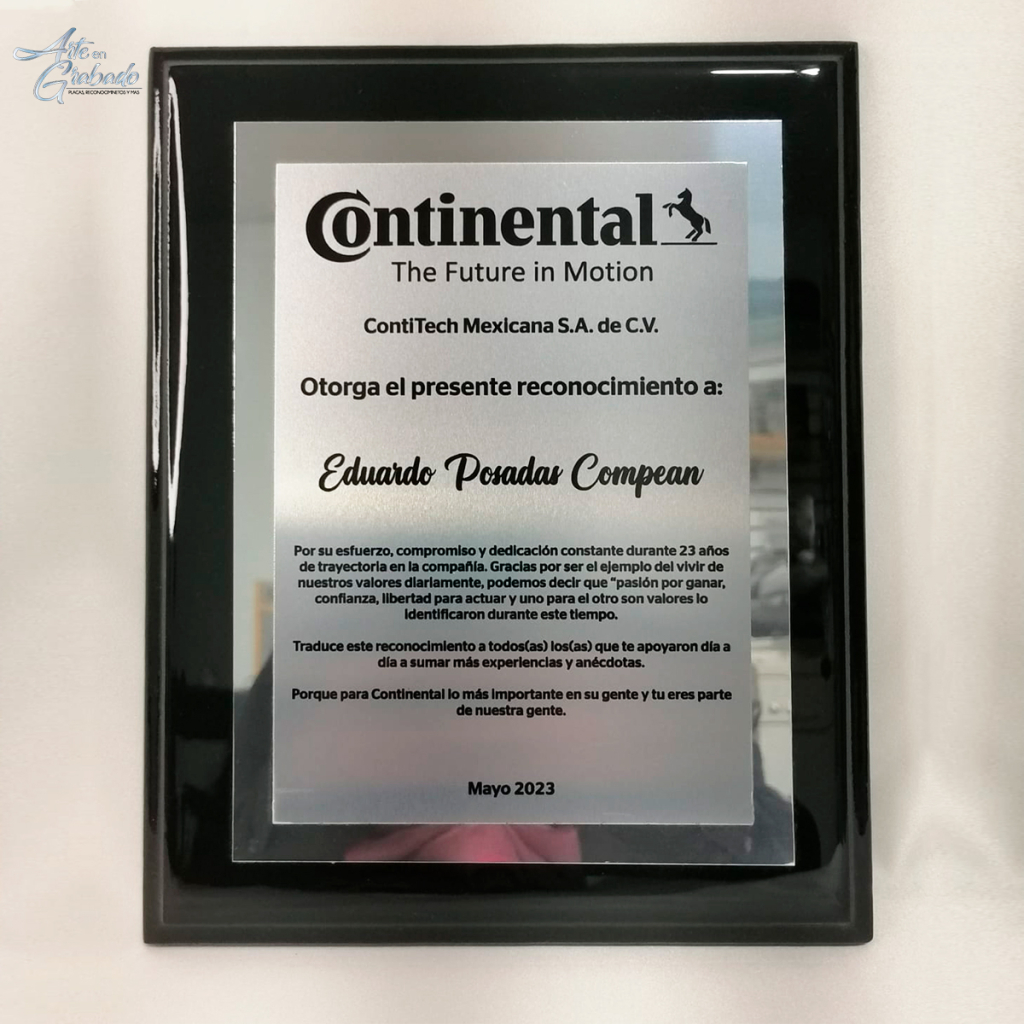 Arte en
Grabado
PLACAS, RECONOCIMIETOS Y MAS
Continental
The Future in Motion
ContiTech Mexicana S.A. de C.V.
Otorga el presente reconocimiento a:
Eduardo Posadas Compean
Por su esfuerzo, compromiso y dedicación constante durante 23 años
de trayectoria en la compañía. Gracias por ser el ejemplo del vivir de
nuestros valores diariamente, podemos decir que "pasión por ganar,
confianza, libertad para actuar y uno para el otro son valores lo
identificaron durante este tiempo.
Traduce este reconocimiento a todos(as) los(as) que te apoyaron día a
día a sumar más experiencias y anécdotas.
Porque para Continental lo más importante en su gente y tu eres parte
de nuestra gente.
Mayo 2023